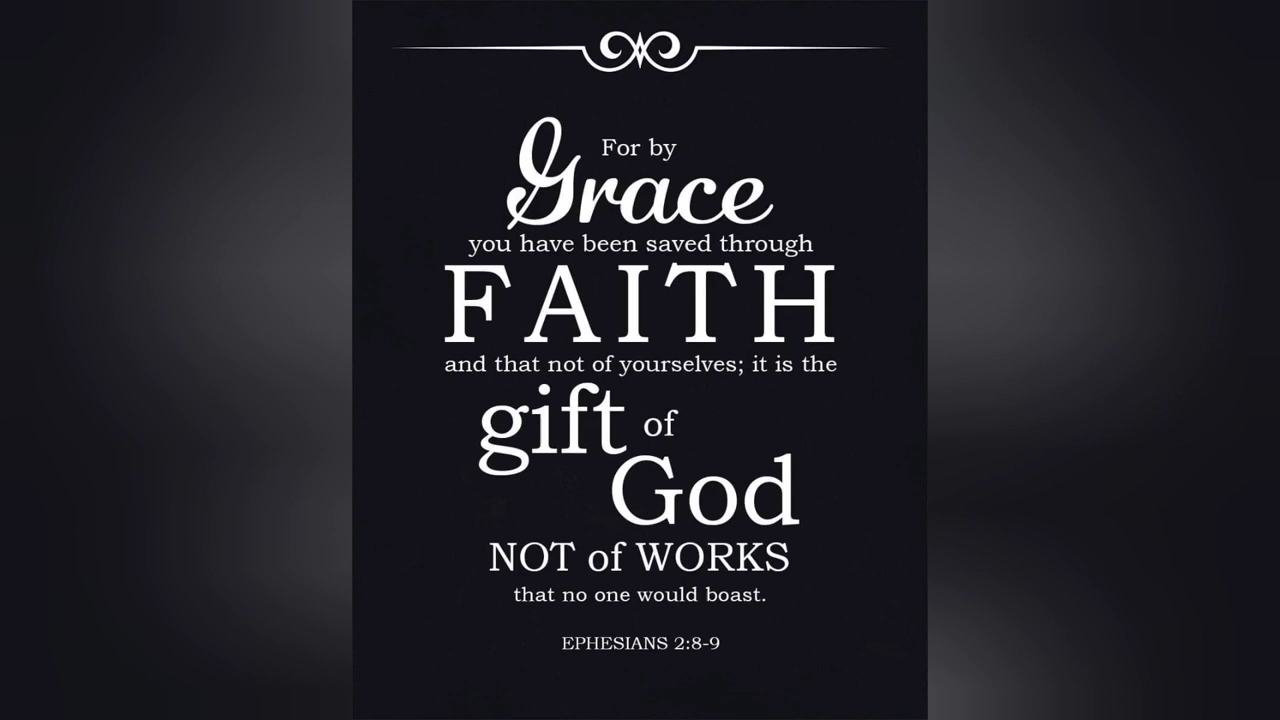 For by
Grace
you have been saved through
FAITH
and that not of yourselves; it is the
gift of
God
NOT of WORKS
that no one would boast.
EPHESIANS 2:8-9